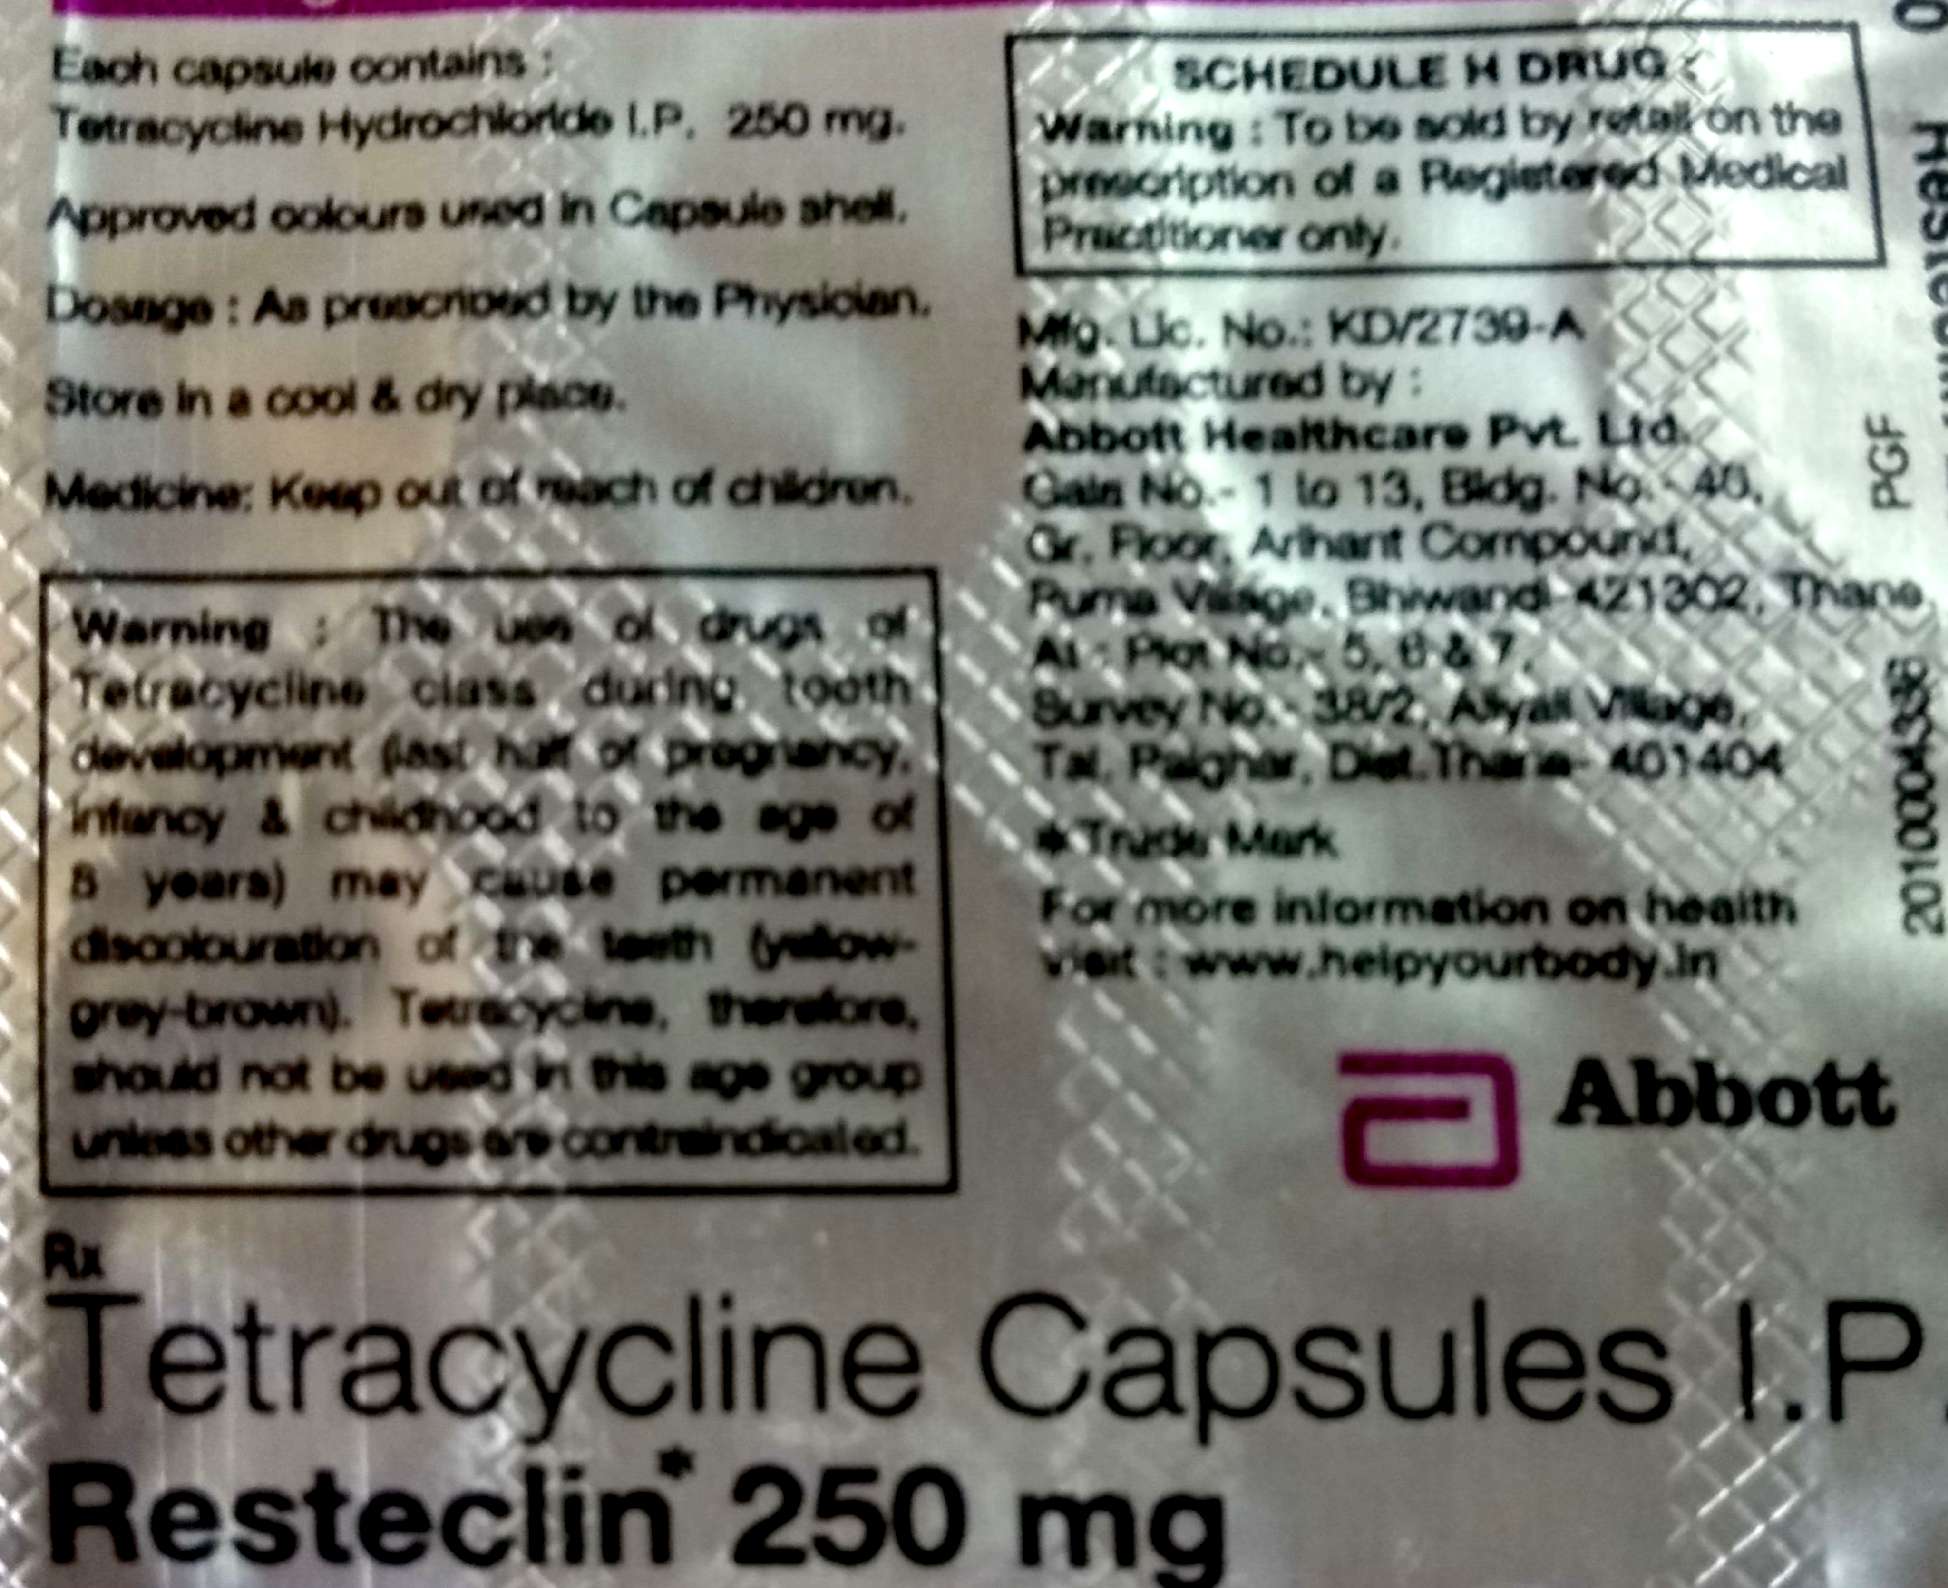 Each capsule contains :
Tetracycline Hydrochloride I.P. 250 mg.
Approved colours used in Capsule shell.
Dosage : As prescribed by the Physician.
Store in a cool & dry place.
Medicine: Keep out of reach of children.
Warning : The use of drugs of
Tetracycline class during tooth
development (last half of pregnancy,
infancy & childhood to the age of
8 years) may cause permanent
discolouration of the teeth (yellow-
grey-brown). Tetracycline, therefore,
should not be used in this age group
unless other drugs are contraindicated.
SCHEDULE H DRUG :
Warning : To be sold by retail on the
prescription of a Registered Medical
Practitioner only.
Mfg. Lic. No.: KD/2739-A
Manufactured by :
Abbott Healthcare Pvt. Ltd.
Gala No.- 1 to 13, Bldg. No.-
Gr. Floor, Arihant Compound,
Purna Village, Bhiwandi-421302, Thane.
At : Plot No.- 5, 6 & 7,
Survey No.- 38/2, Aliyali Village,
Tal. Palghar, Dist. Thane- 401404
* Trade Mark
For more information on health
visit : www.helpyourbody.in
Abbott
PGF
Rx
Tetracycline Capsules I.P.
Resteclin* 250 mg